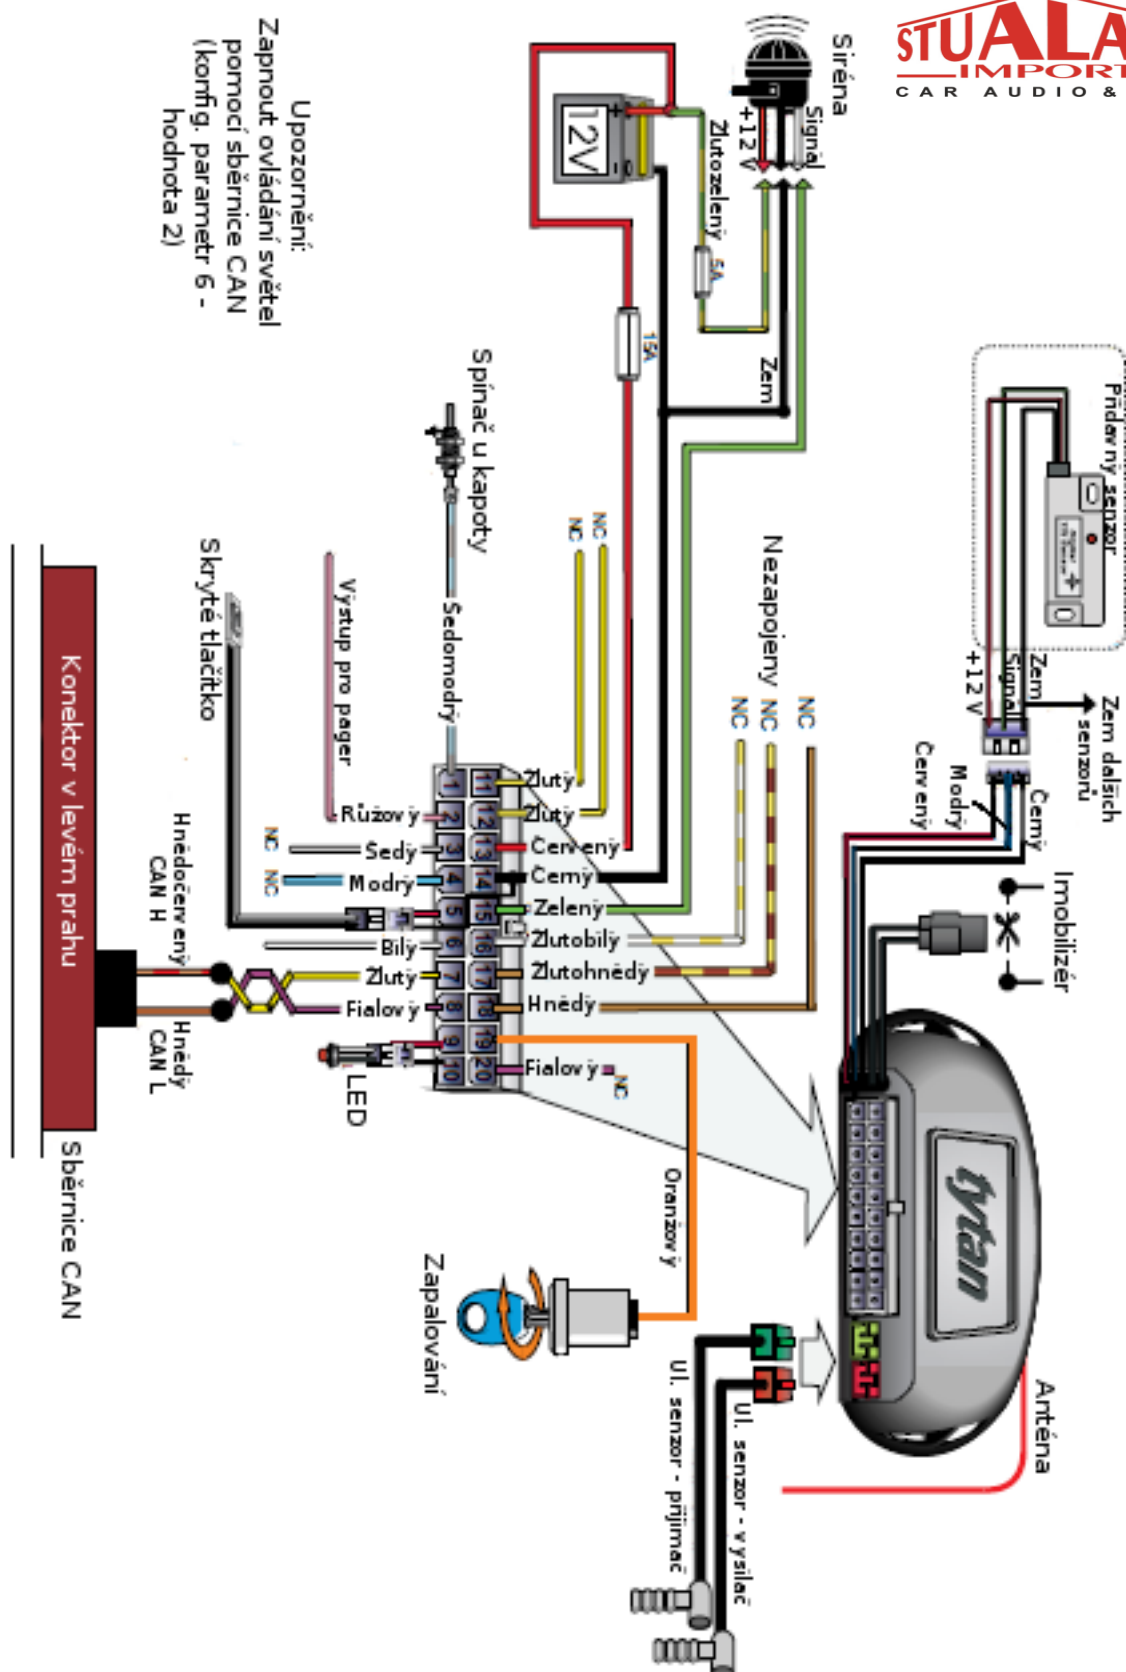 STUALA
IMPORT
CAR AUDIO &
Upozornění:
Zapnout ovládání světel
pomocí sběrnice CAN
(konfig. parametr 6 -
hodnota 2)
Siréna
Signál
+12 V
Žlutozelený
5A
12V
+
-
15A
Zem
Přídavný senzor
Zem
Signál
+12 V
Zem dalších
senzorů
Černý
Modrý
Červený
Imobilizér
Spínač u kapoty
Šedomodrý
NC
NC
Nezapojeny
NC
NC
NC
Výstup pro pager
Skryté tlačítko
1
2
3
4
5
6
7
8
9
10
11
12
13
14
15
16
17
18
19
20
Růžový
Šedý
NC
Modrý
NC
Bílý
Žlutý
Fialový
LED
Žlutý
Žlutý
Červený
Černý
Zelený
Žlutobílý
Žlutohnědý
Hnědý
Fialový
NC
Oranžový
Zapalování
tytan
Anténa
Ul. senzor - přijímač
Ul. senzor - vysílač
Hnědočervený
CAN H
Hnědý
CAN L
Konektor v levém prahu
Sběrnice CAN